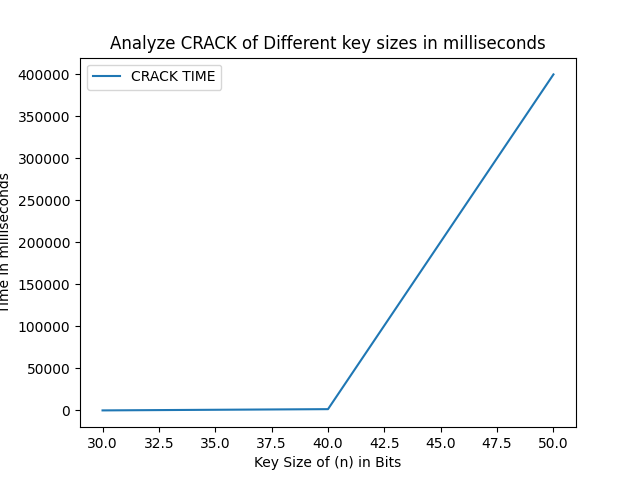 Analyze CRACK of Different key sizes in milliseconds
CRACK TIME
400000
350000
300000
250000
200000
150000
100000
50000
0
Time in milliseconds
30.0 32.5 35.0 37.5 40.0 42.5 45.0 47.5 50.0
Key Size of (n) in Bits